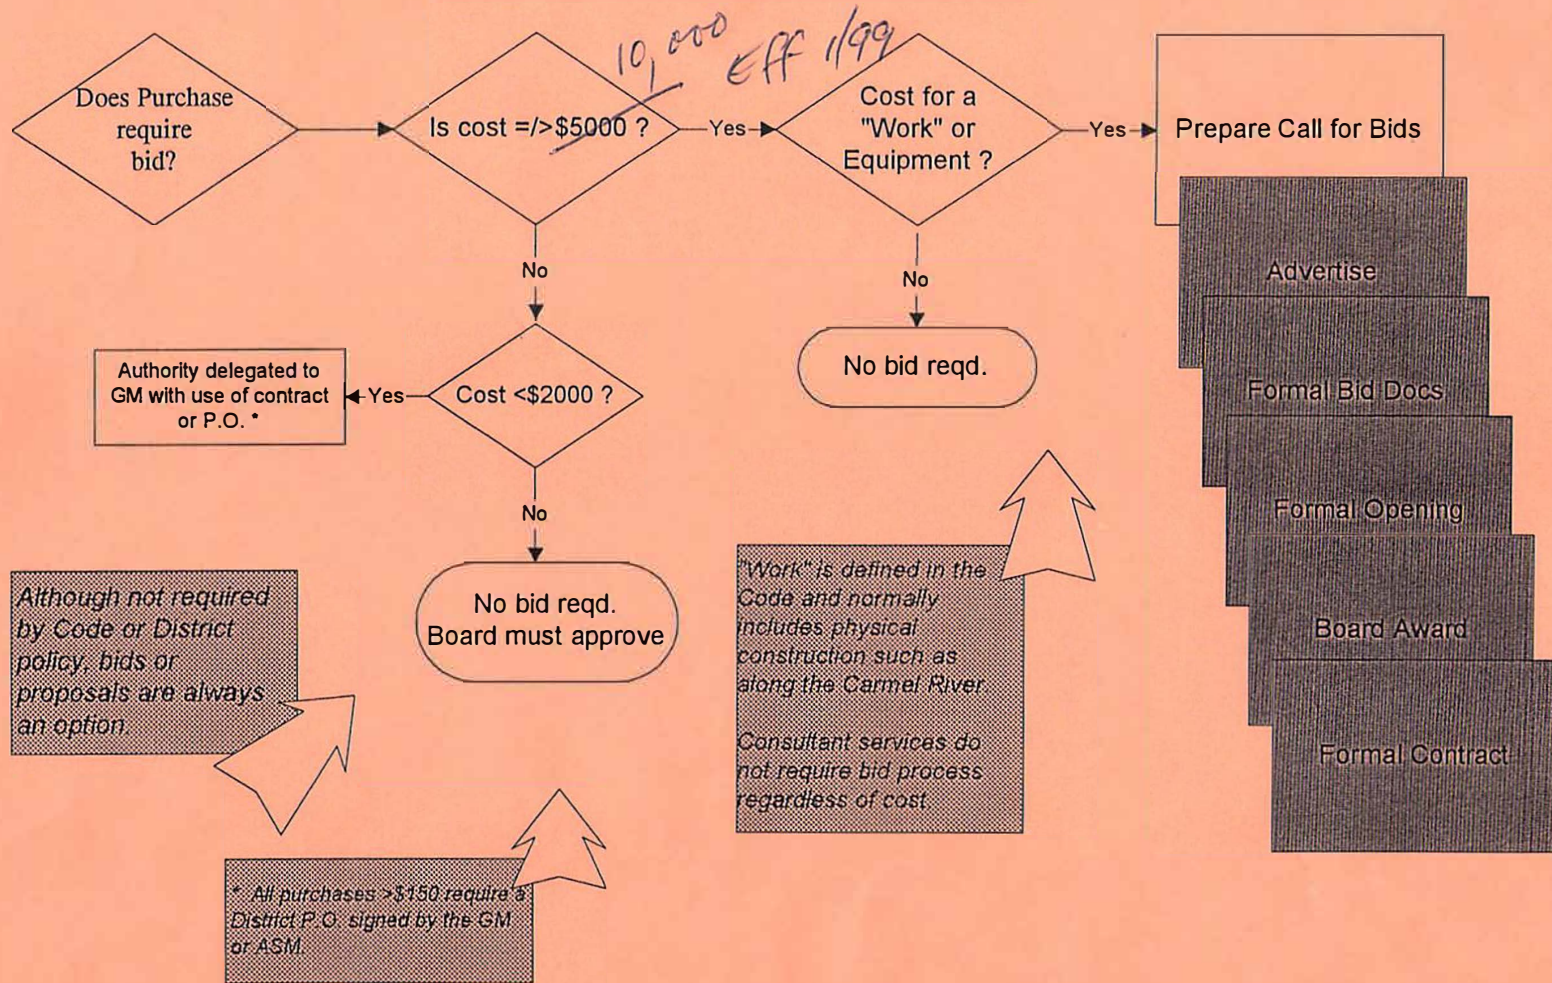 10,000
Eff 1/99
Does Purchase
require
bid?
Is cost =/>$5000 ?
Yes
Cost for a
"Work" or
Equipment ?
Yes
Prepare Call for Bids
Advertise
Formal Bid Docs
Formal Opening
Board Award
Formal Contract
No
No
No bid reqd.
Cost <$2000 ?
Yes
Authority delegated to
GM with use of contract
or P.O. *
No
No bid reqd.
Board must approve
Although not required
by Code or District
policy, bids or
proposals are always
an option.
"Work" is defined in the
Code and normally
includes physical
construction such as
along the Carmel River.
Consultant services do
not require bid process
regardless of cost.
* All purchases >$150 require a
District P.O. signed by the GM
or ASM.